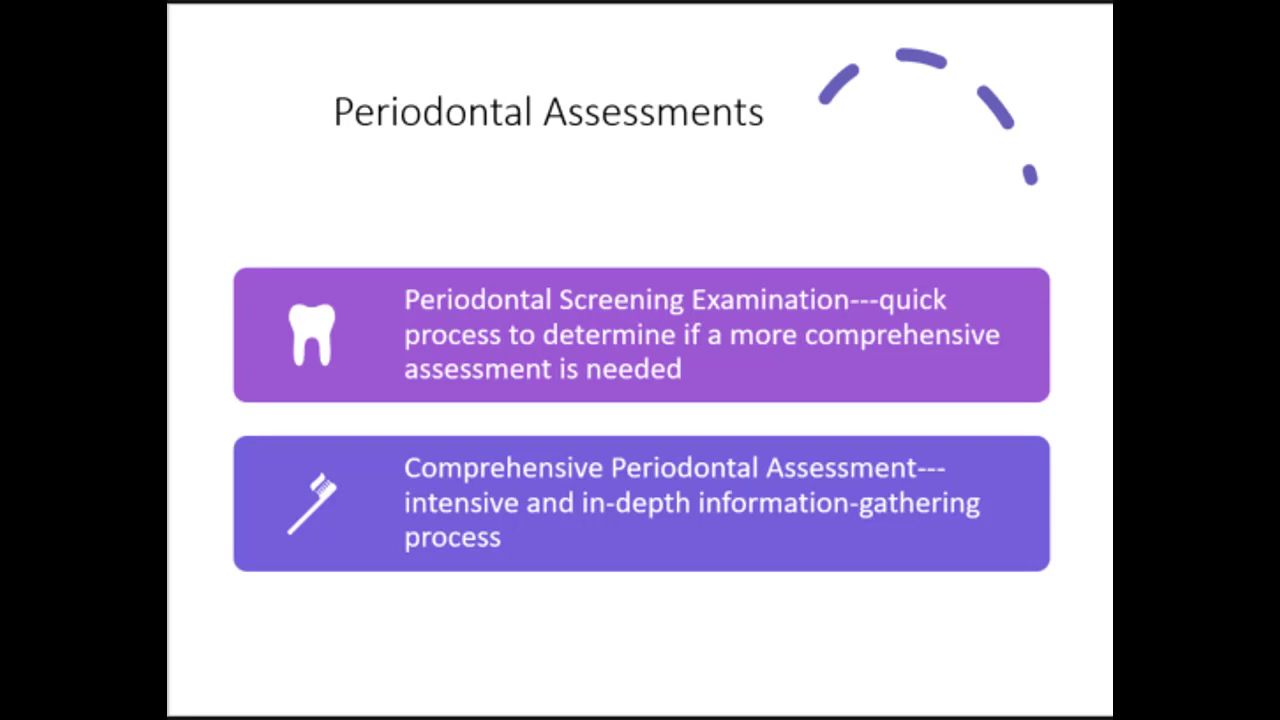 Periodontal Assessments
Periodontal Screening Examination---quick
process to determine if a more comprehensive
assessment is needed
Comprehensive Periodontal Assessment---
intensive and in-depth information-gathering
process